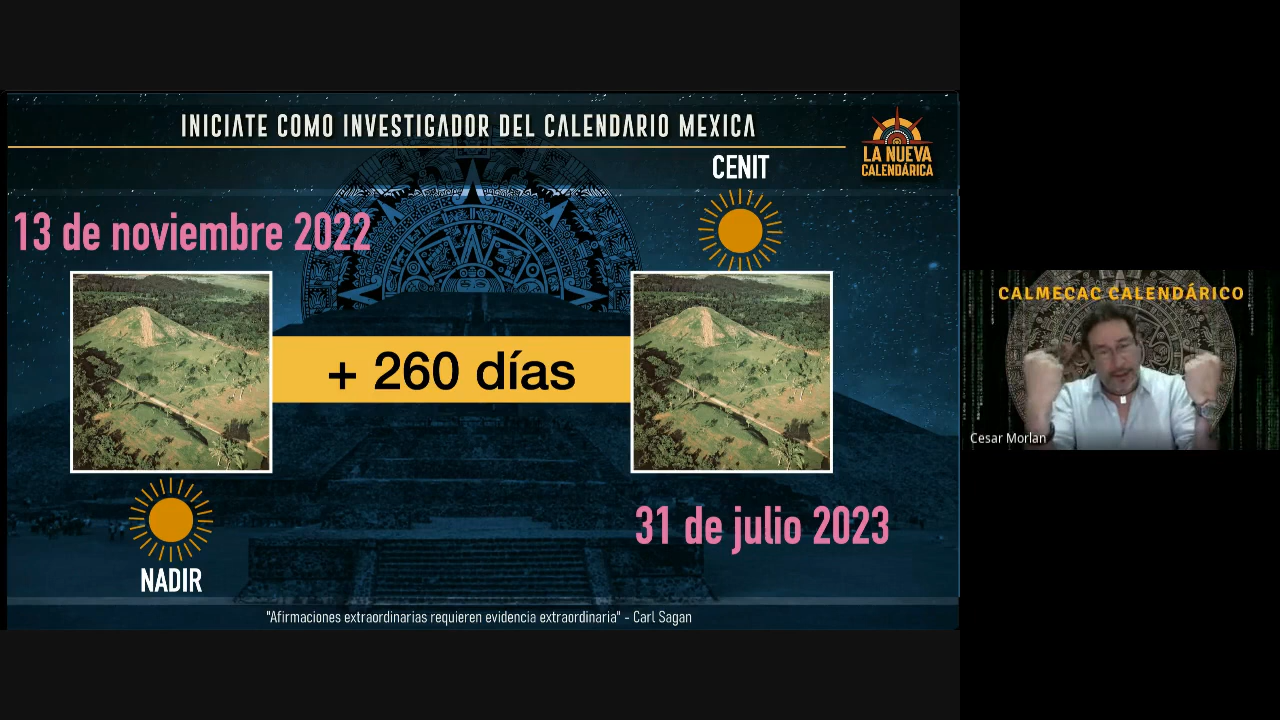 INICIATE COMO INVESTIGADOR DEL CALENDARIO MEXICA
LA NUEVA
CALENDÁRICA
CENIT
13 de noviembre 2022
+ 260 días
31 de julio 2023
NADIR
"Afirmaciones extraordinarias requieren evidencia extraordinaria" - Carl Sagan
CALMECAC CALENDÁRICO
Cesar Morlan